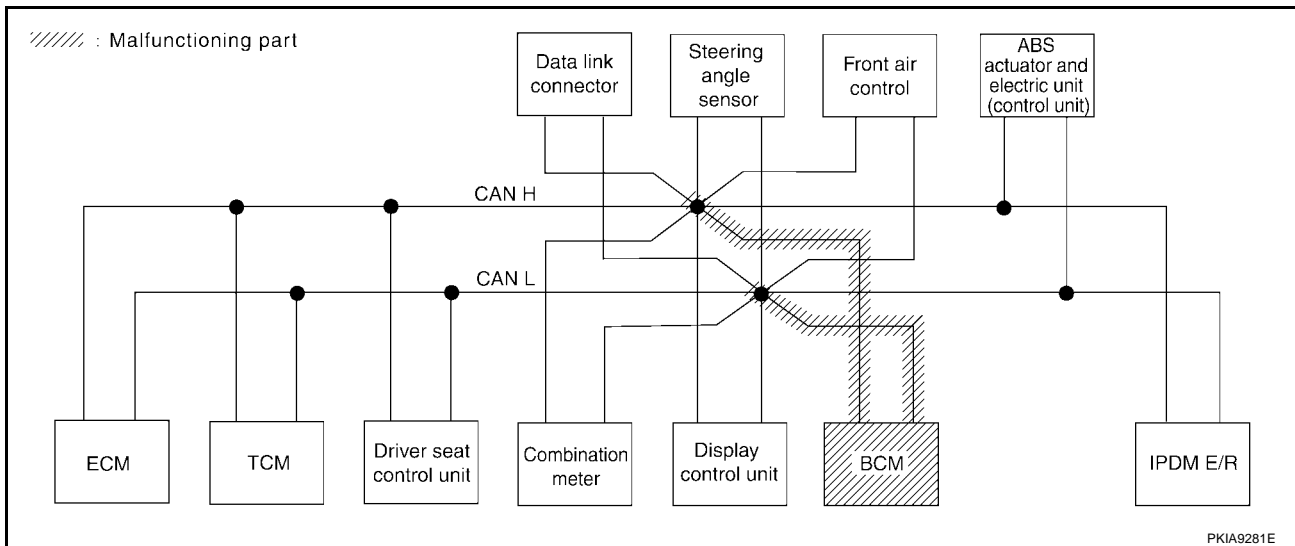 : Malfunctioning part
Data link
connector
Steering
angle
sensor
Front air
control
ABS
actuator and
electric unit
(control unit)
CAN H
CAN L
ECM
TCM
Driver seat
control unit
Combination
meter
Display
control unit
BCM
IPDM E/R
PKIA9281E